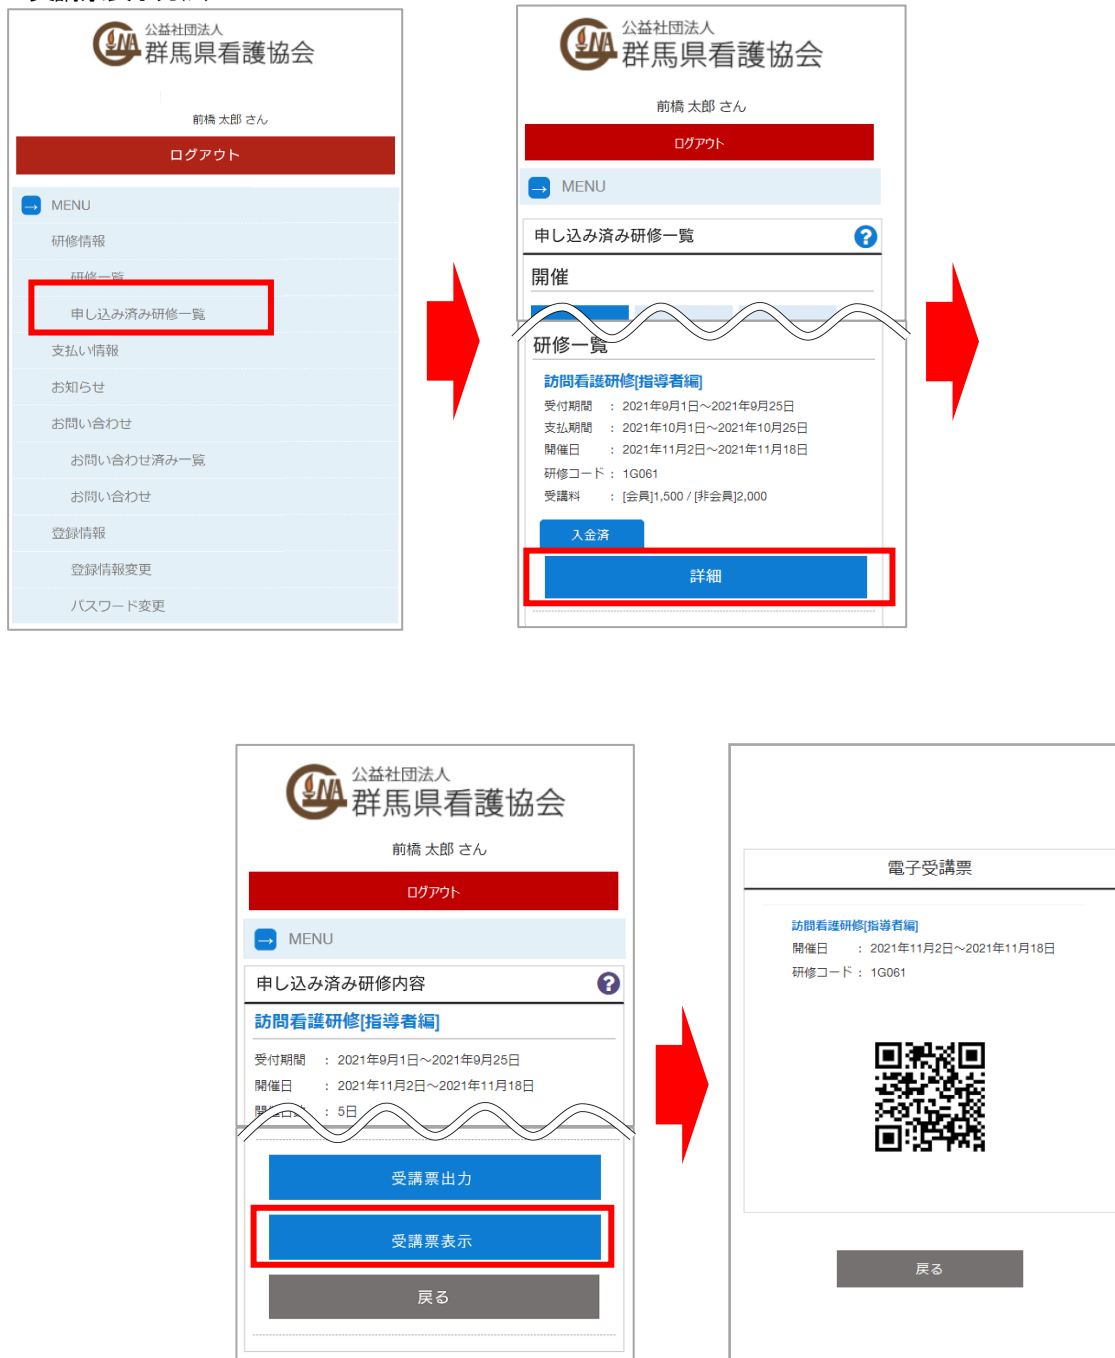 公益社団法人
群馬県看護協会
前橋 太郎 さん
ログアウト
MENU
研修情報
研修一覧
申し込み済み研修一覧
支払い情報
お知らせ
お問い合わせ
お問い合わせ済み一覧
お問い合わせ
登録情報
登録情報変更
パスワード変更
公益社団法人
群馬県看護協会
前橋 太郎 さん
ログアウト
MENU
申し込み済み研修一覧
開催
研修一覧
訪問看護研修[指導者編]
受付期間 : 2021年9月1日～2021年9月25日
支払期間 : 2021年10月1日～2021年10月25日
開催日 : 2021年11月2日～2021年11月18日
研修コード : 1G061
受講料 : [会員]1,500 / [非会員]2,000
入金済
詳細
公益社団法人
群馬県看護協会
前橋 太郎 さん
ログアウト
MENU
申し込み済み研修内容
訪問看護研修[指導者編]
受付期間 : 2021年9月1日～2021年9月25日
開催日 : 2021年11月2日～2021年11月18日
開催日数 : 5日
受講票出力
受講票表示
戻る
電子受講票
訪問看護研修[指導者編]
開催日 : 2021年11月2日～2021年11月18日
研修コード : 1G061
戻る